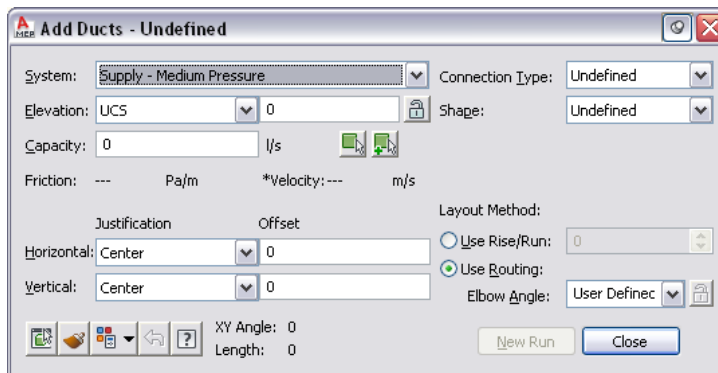 A MEP Add Ducts - Undefined
System: Supply - Medium Pressure Connection Type: Undefined
Elevation: UCS 0 Shape: Undefined
Capacity: 0 l/s
Friction: --- Pa/m *Velocity: --- m/s
Layout Method:
Justification Offset
Use Rise/Run: 0
Horizontal: Center 0
Use Routing:
Vertical: Center 0
Elbow Angle: User Definec
? XY Angle: 0
Length: 0
New Run Close